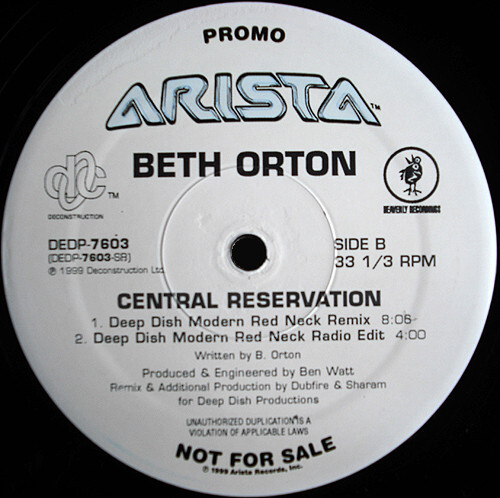 PROMO
ARISTA™
BETH ORTON
dnc™
DECONSTRUCTION
HEAVENLY RECORDINGS
DEDP-7603
(DEDP-7603-SB)
℗ 1999 Deconstruction Ltd.
SIDE B
33 1/3 RPM
CENTRAL RESERVATION
1. Deep Dish Modern Red Neck Remix 8:06
2. Deep Dish Modern Red Neck Radio Edit 4:00
Written by B. Orton
Produced & Engineered by Ben Watt
Remix & Additional Production by Dubfire & Sharam
for Deep Dish Productions
UNAUTHORIZED DUPLICATION IS A
VIOLATION OF APPLICABLE LAWS
NOT FOR SALE
© 1999 Arista Records, Inc.